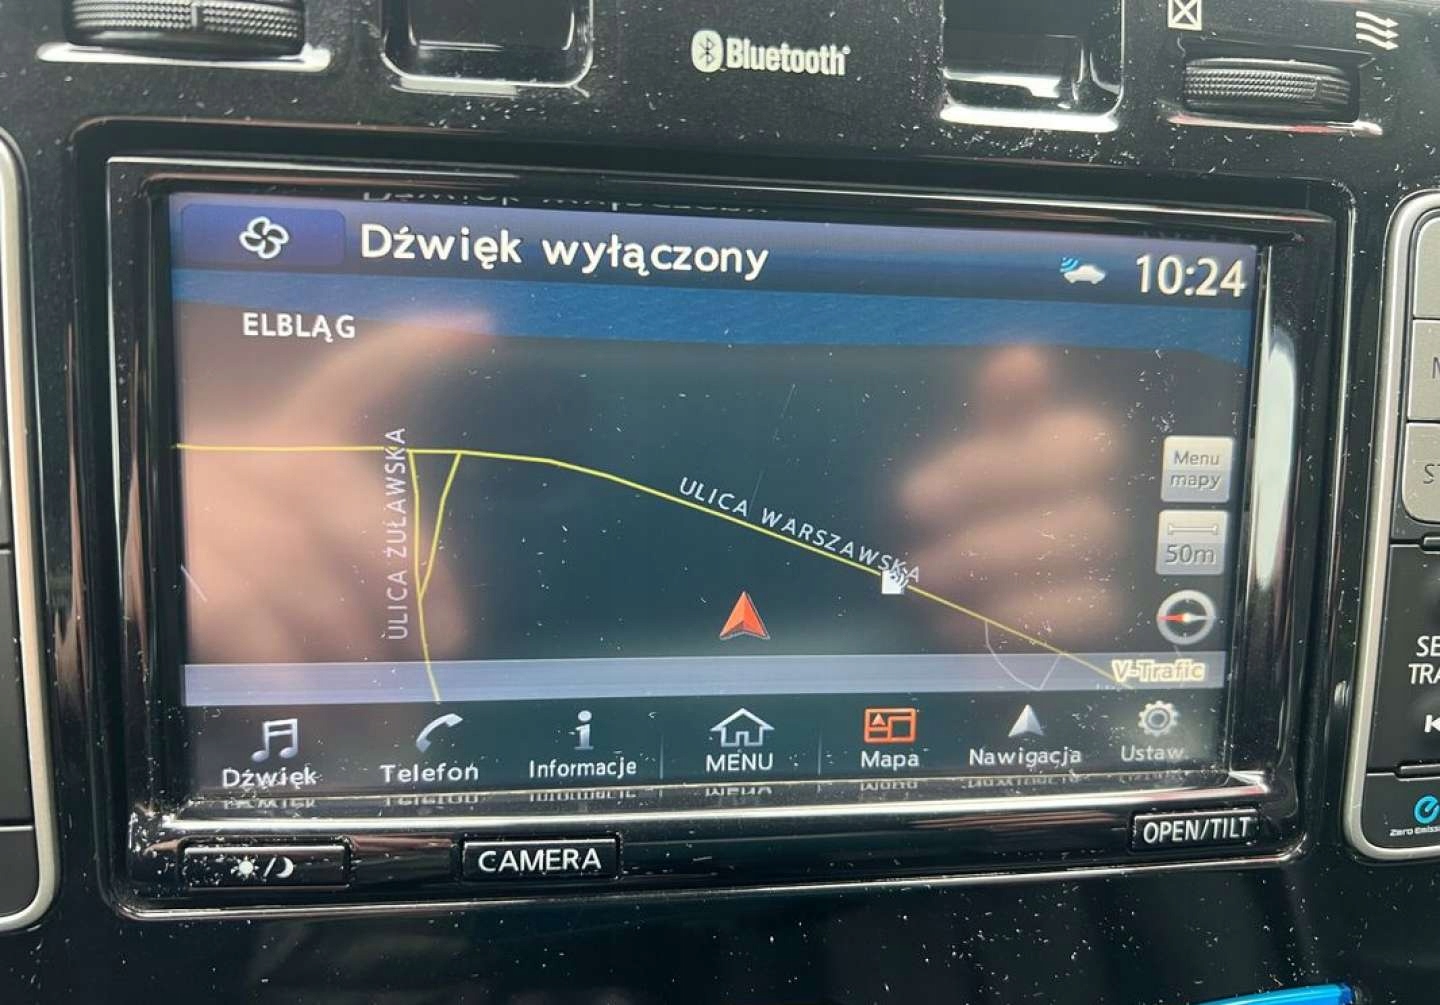 Bluetooth
Dźwięk wyłączony
10:24
ELBLĄG
ULICA ŻUŁAWSKA
ULICA WARSZAWSKA
Menu
mapy
50m
V-Trafic
Dźwięk
Telefon
Informacje
MENU
Mapa
Nawigacja
Ustaw.
CAMERA
OPEN/TILT